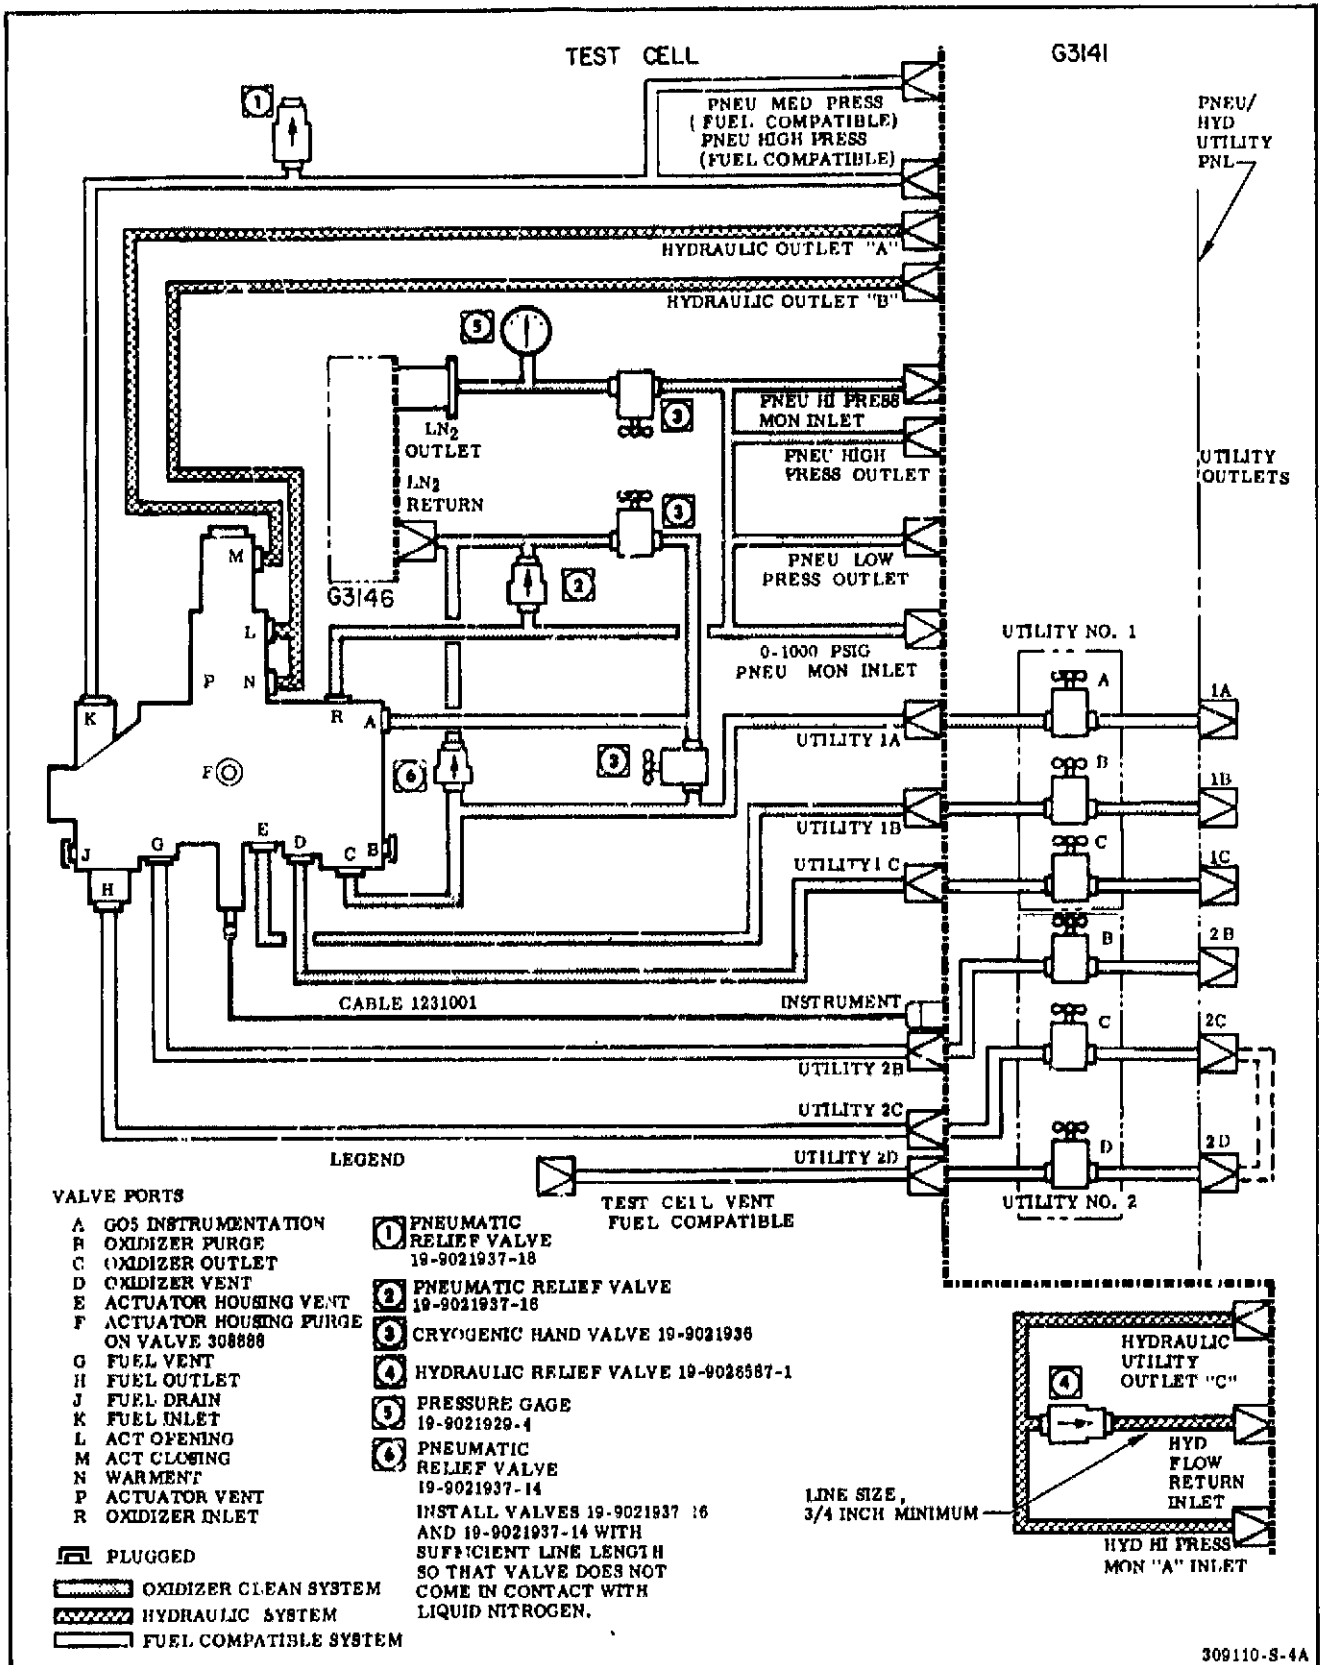 TEST CELL
G3141
1
PNEU MED PRESS
(FUEL COMPATIBLE)
PNEU HIGH PRESS
(FUEL COMPATIBLE)
PNEU/
HYD
UTILITY
PNL
HYDRAULIC OUTLET "A"
HYDRAULIC OUTLET "B"
5
3
LN2
OUTLET
PNEU HI PRESS
MON INLET
PNEU HIGH
PRESS OUTLET
UTILITY
OUTLETS
LN2
RETURN
3
M
G3146
2
PNEU LOW
PRESS OUTLET
L
0-1000 PSIG
PNEU MON INLET
UTILITY NO. 1
P
N
K
R
A
UTILITY 1A
A
1A
F
6
3
UTILITY 1B
B
1B
J
G
E
D
C
B
UTILITY 1 C
C
1C
H
B
2B
CABLE 1231001
INSTRUMENT
UTILITY 2B
C
2C
UTILITY 2C
UTILITY 2D
D
2D
TEST CELL VENT
FUEL COMPATIBLE
UTILITY NO. 2
LEGEND
VALVE PORTS
A GOS INSTRUMENTATION
B OXIDIZER PURGE
C OXIDIZER OUTLET
D OXIDIZER VENT
E ACTUATOR HOUSING VENT
F ACTUATOR HOUSING PURGE
ON VALVE 308888
G FUEL VENT
H FUEL OUTLET
J FUEL DRAIN
K FUEL INLET
L ACT OPENING
M ACT CLOSING
N WARMENT
P ACTUATOR VENT
R OXIDIZER INLET
PLUGGED
OXIDIZER CLEAN SYSTEM
HYDRAULIC SYSTEM
FUEL COMPATIBLE SYSTEM
1 PNEUMATIC
RELIEF VALVE
19-9021937-18
2 PNEUMATIC RELIEF VALVE
19-9021937-16
3 CRYOGENIC HAND VALVE 19-9021936
4 HYDRAULIC RELIEF VALVE 19-9026587-1
5 PRESSURE GAGE
19-9021929-4
6 PNEUMATIC
RELIEF VALVE
19-9021937-14
INSTALL VALVES 19-9021937 16
AND 19-9021937-14 WITH
SUFFICIENT LINE LENGTH
SO THAT VALVE DOES NOT
COME IN CONTACT WITH
LIQUID NITROGEN.
HYDRAULIC
UTILITY
OUTLET "C"
4
HYD
FLOW
RETURN
INLET
LINE SIZE,
3/4 INCH MINIMUM
HYD HI PRESS
MON "A" INLET
309110-S-4A